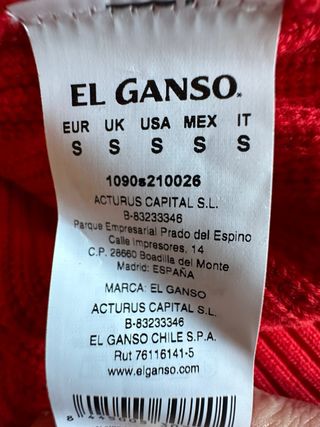 EL GANSO.
EUR UK USA MEX IT
S S S S S
1090s210026
ACTURUS CAPITAL S.L.
B-83233346
Parque Empresarial Prado del Espino
Calle Impresores, 14
C.P. 28660 Boadilla del Monte
Madrid: ESPAÑA
MARCA: EL GANSO
ACTURUS CAPITAL S.L.
B-83233346
EL GANSO CHILE S.P.A.
Rut 76116141-5
www.elganso.com